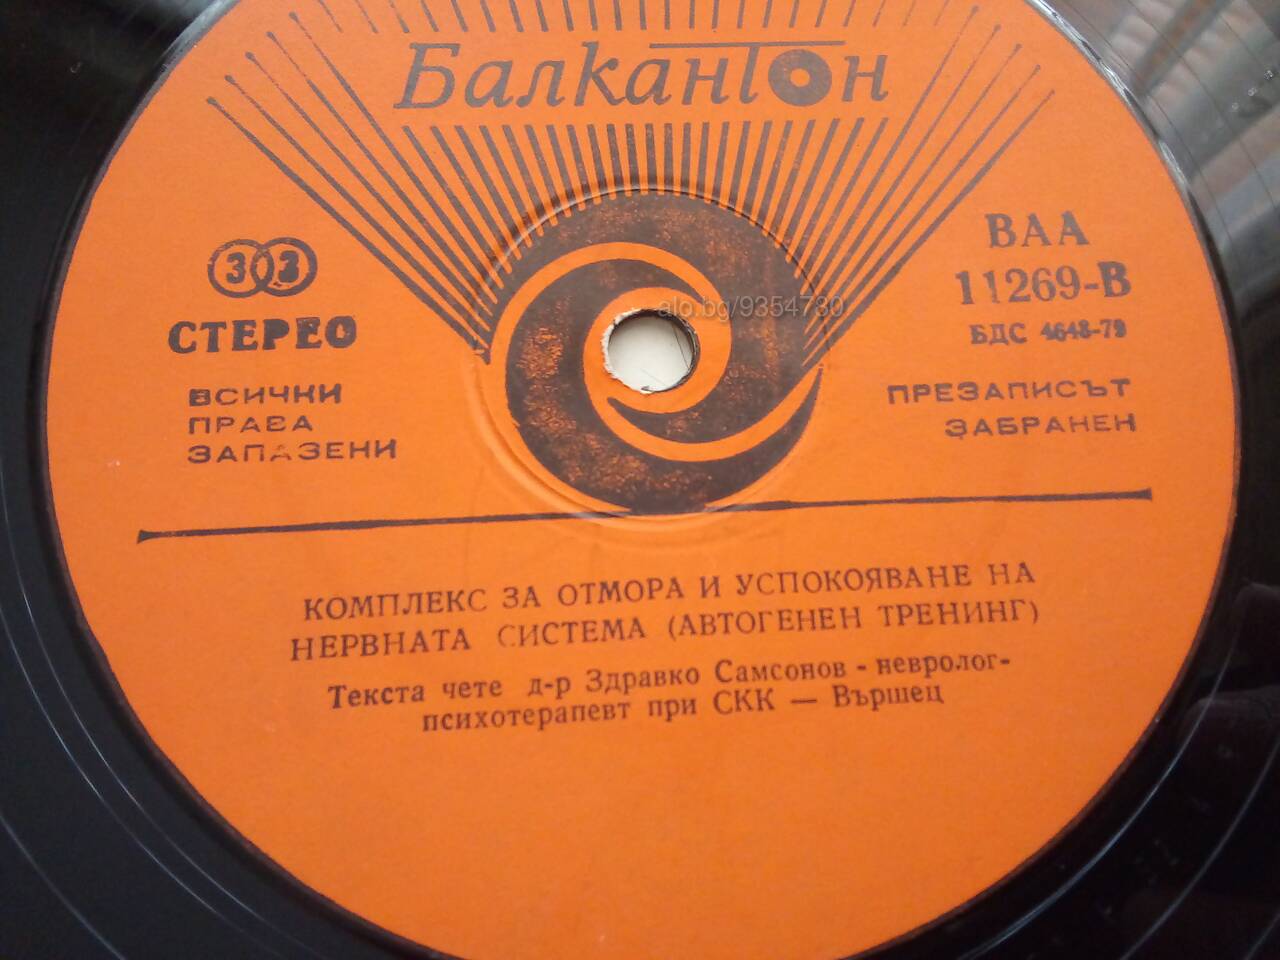 Балкантон
33
СТЕРЕО
ВСИЧКИ
ПРАВА
ЗАПАЗЕНИ
alo.bg/9354780
ВАА
11269-В
БДС 4648-79
ПРЕЗАПИСЪТ
ЗАБРАНЕН
КОМПЛЕКС ЗА ОТМОРА И УСПОКОЯВАНЕ НА
НЕРВНАТА СИСТЕМА (АВТОГЕНЕН ТРЕНИНГ)
Текста чете д-р Здравко Самсонов - невролог-
психотерапевт при СКК — Вършец